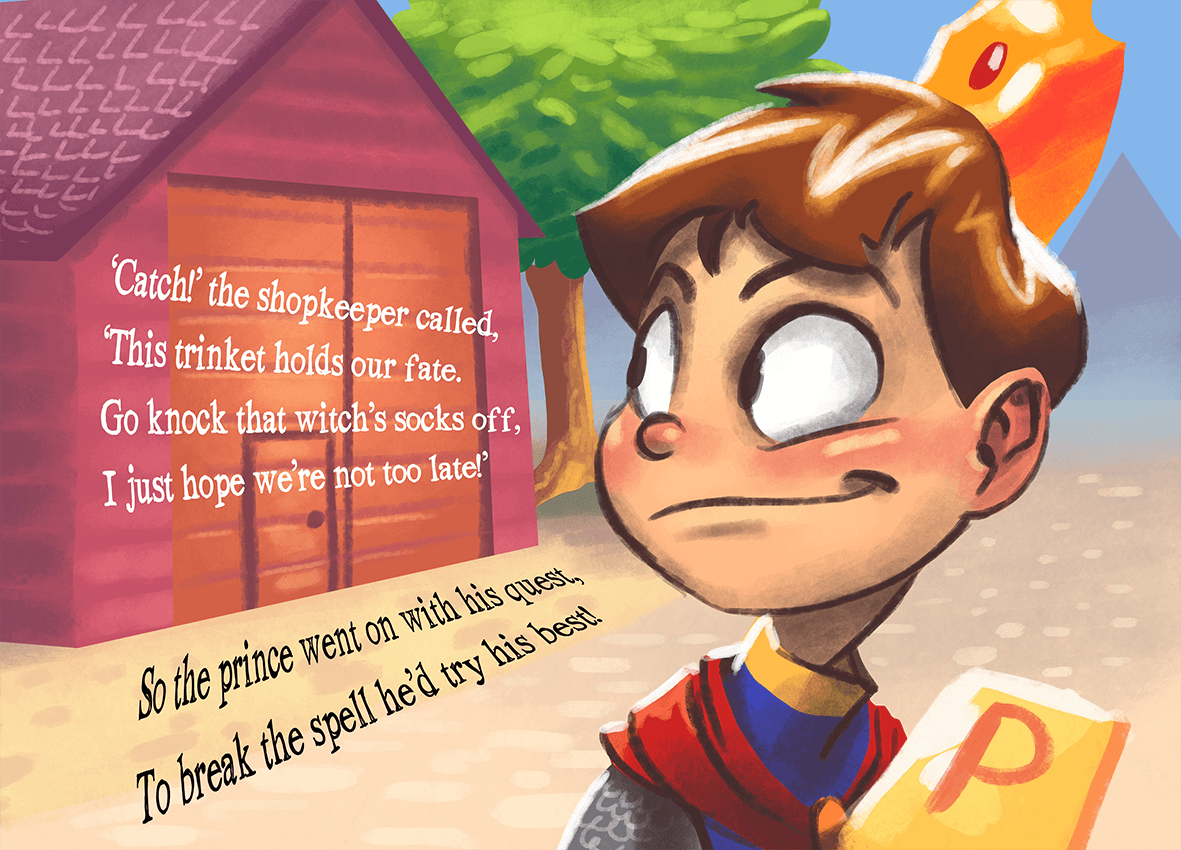 ‘Catch!’ the shopkeeper called,
‘This trinket holds our fate.
Go knock that witch’s socks off,
I just hope we’re not too late!’
So the prince went on with his quest,
To break the spell he’d try his best!
P